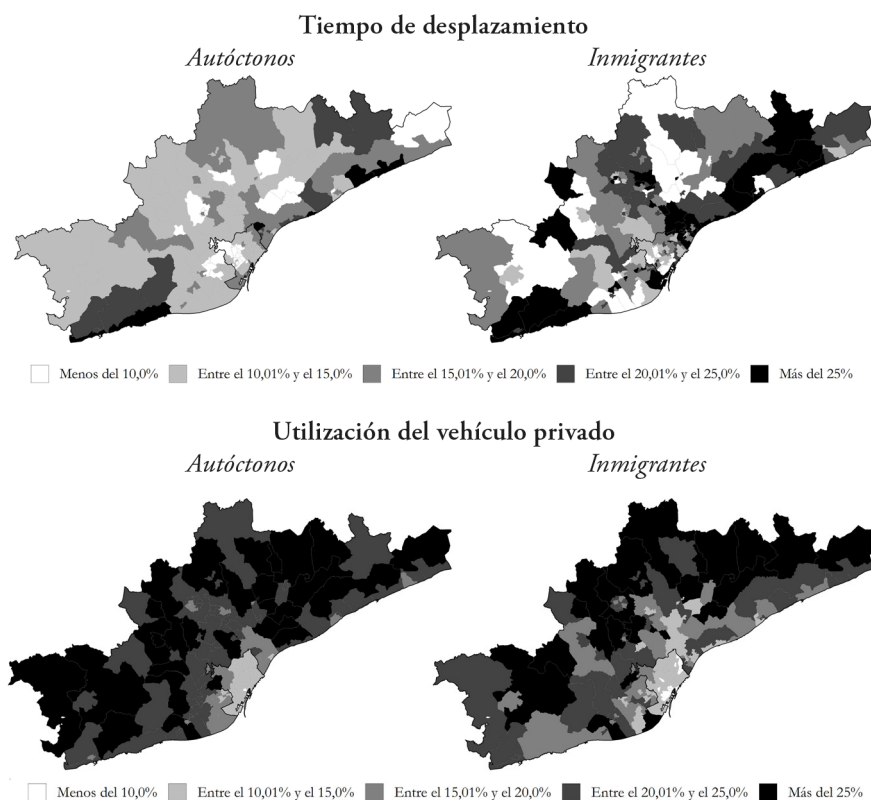 Tiempo de desplazamiento
Autóctonos Inmigrantes
Menos del 10,0% Entre el 10,01% y el 15,0% Entre el 15,01% y el 20,0% Entre el 20,01% y el 25,0% Más del 25%
Utilización del vehículo privado
Autóctonos Inmigrantes
Menos del 10,0% Entre el 10,01% y el 15,0% Entre el 15,01% y el 20,0% Entre el 20,01% y el 25,0% Más del 25%